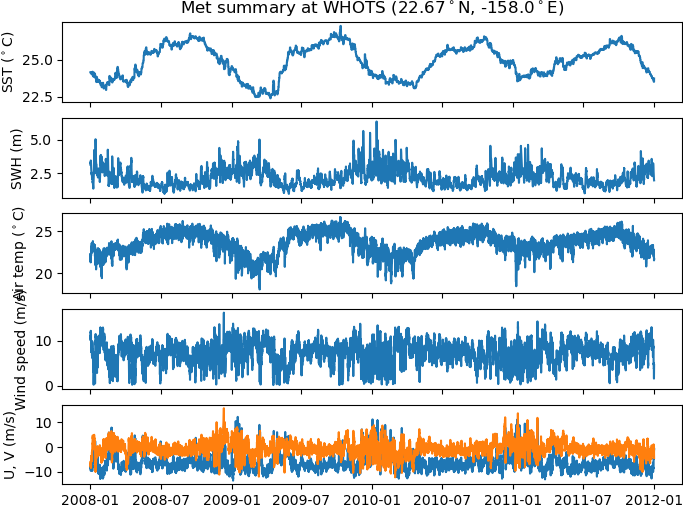 Met summary at WHOTS (22.67°N, -158.0°E)
SST (°C)
25.0
22.5
SWH (m)
5.0
2.5
Air temp (°C)
25
20
Wind speed (m/s)
10
0
U, V (m/s)
10
0
−10
2008-01 2008-07 2009-01 2009-07 2010-01 2010-07 2011-01 2011-07 2012-01